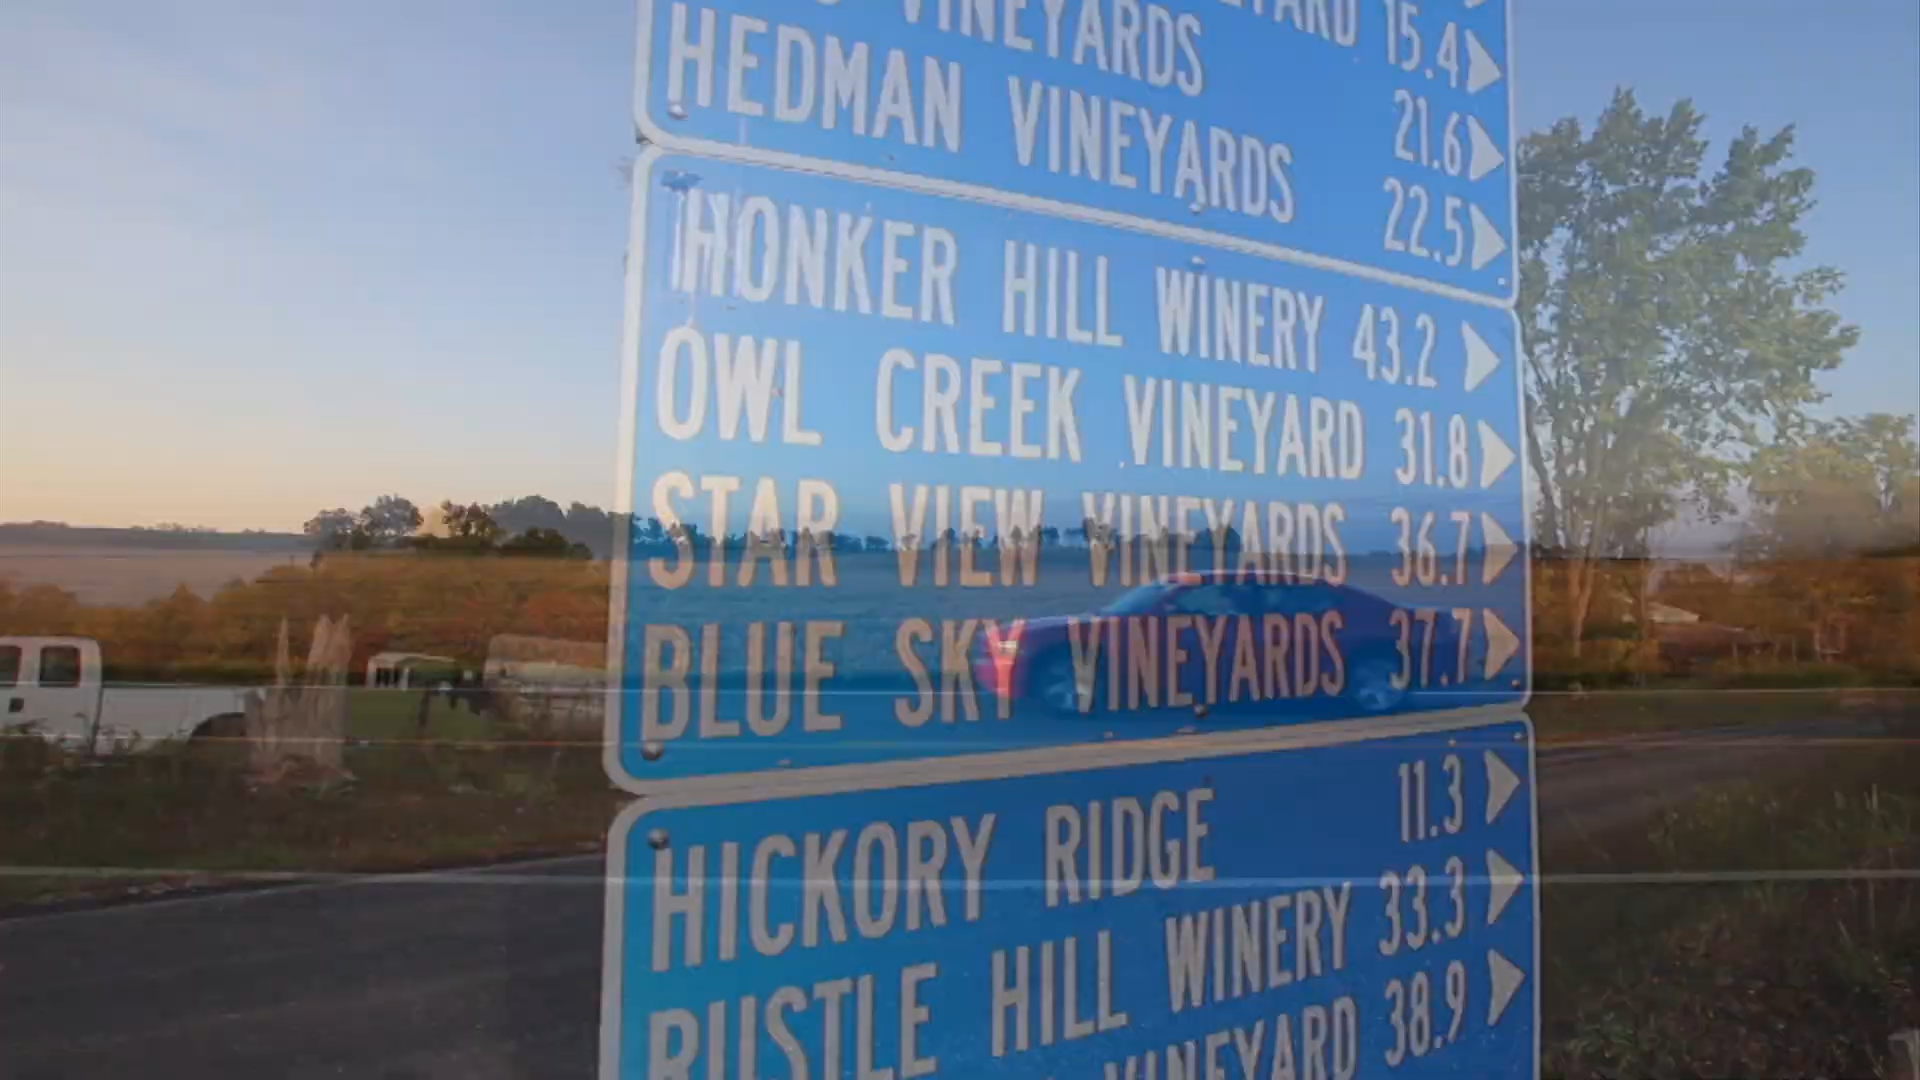 YARD 15.4
VINEYARDS 21.6
HEDMAN VINEYARDS 22.5
HONKER HILL WINERY 43.2
OWL CREEK VINEYARD 31.8
STAR VIEW VINEYARDS 36.7
BLUE SKY VINEYARDS 37.7
HICKORY RIDGE 11.3
RUSTLE HILL WINERY 33.3
VINEYARD 38.9